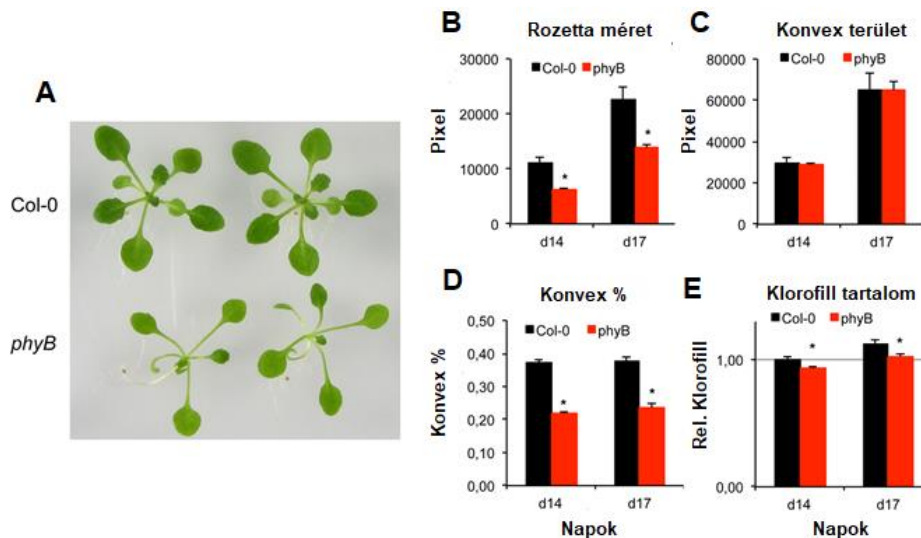 A
Col-0
phyB
B
Rozetta méret
Pixel
30000
20000
10000
0
Col-0
phyB
*
*
d14
d17
C
Konvex terület
Pixel
80000
60000
40000
20000
0
Col-0
phyB
d14
d17
D
Konvex %
Konvex %
0,50
0,40
0,30
0,20
0,10
0,00
Col-0
phyB
*
*
d14
d17
Napok
E
Klorofill tartalom
Rel. Klorofill
1,00
0,00
Col-0
phyB
*
*
d14
d17
Napok